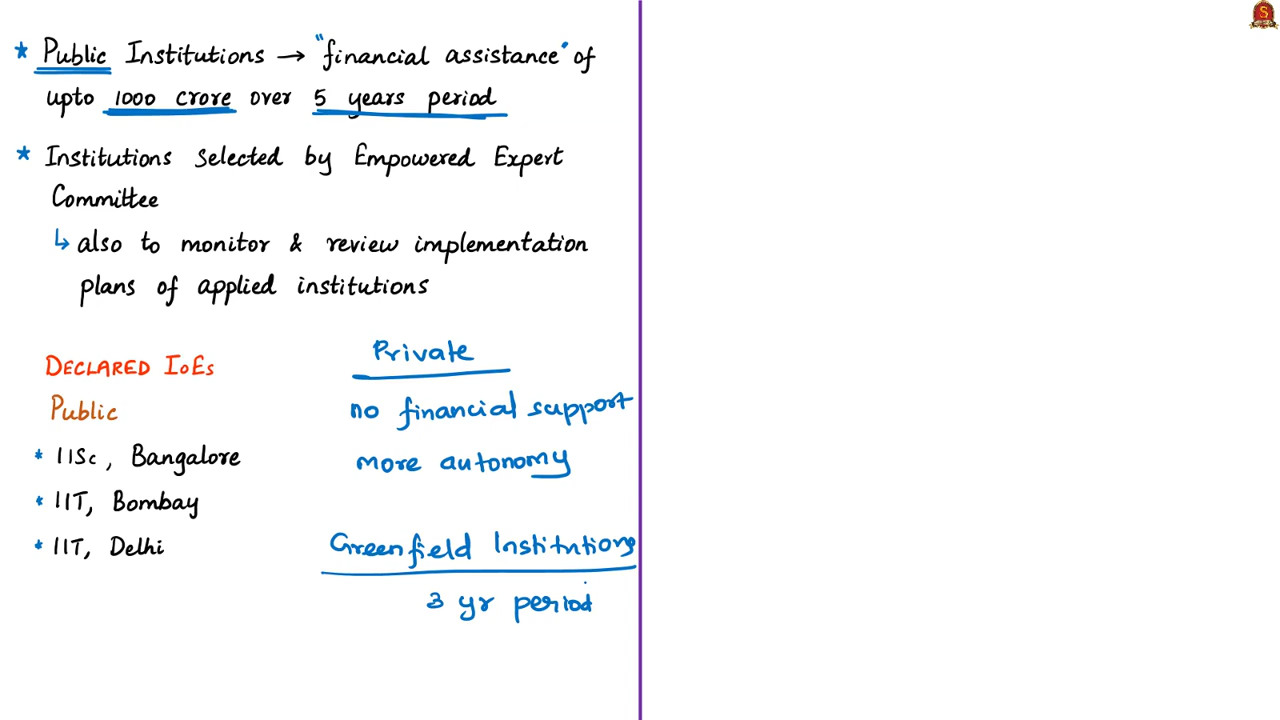 * Public Institutions → "financial assistance" of
upto 1000 crore over 5 years period
* Institutions selected by Empowered Expert
Committee
↳ also to monitor & review implementation
plans of applied institutions
DECLARED IoEs
Public
* IISc, Bangalore
* IIT, Bombay
* IIT, Delhi
Private
no financial support
more autonomy
Greenfield Institutions
3 yr period
S